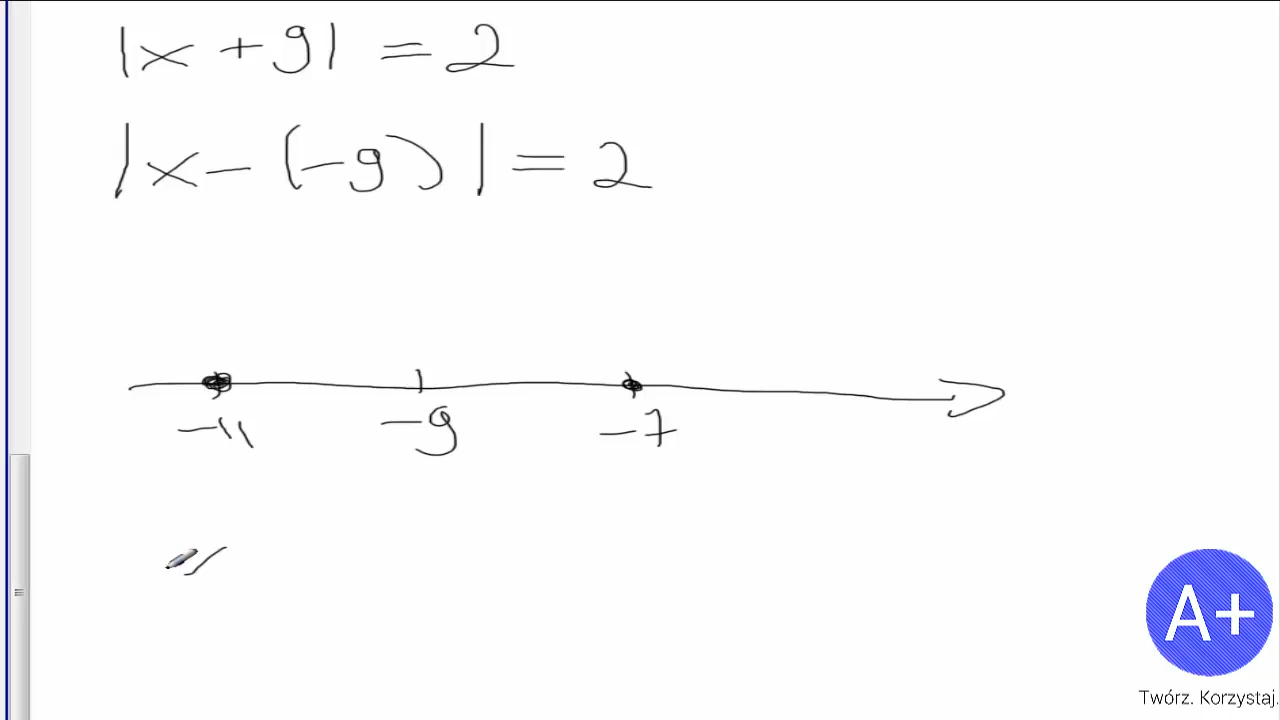 |x + 9| = 2
|x - (-9)| = 2
-11 -9 -7
A+
Twórz. Korzystaj.